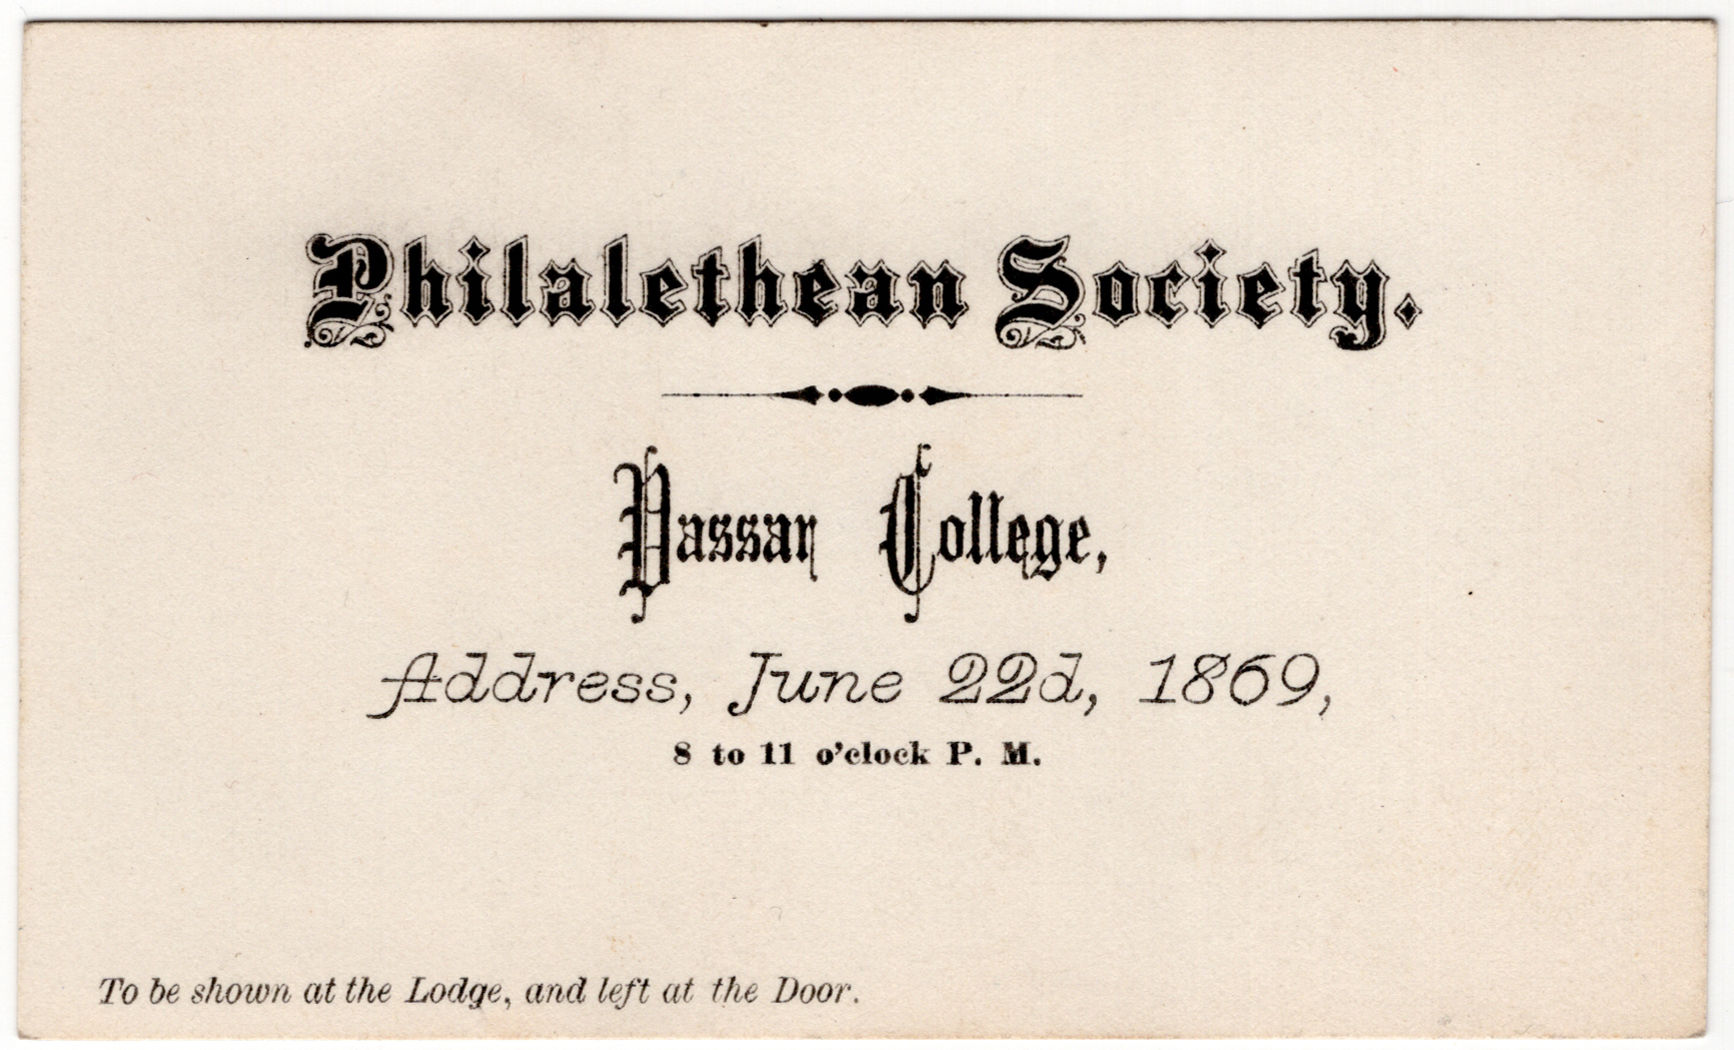 Philalethean Society.
Vassar College,
Address, June 22d, 1869,
8 to 11 o'clock P. M.
To be shown at the Lodge, and left at the Door.